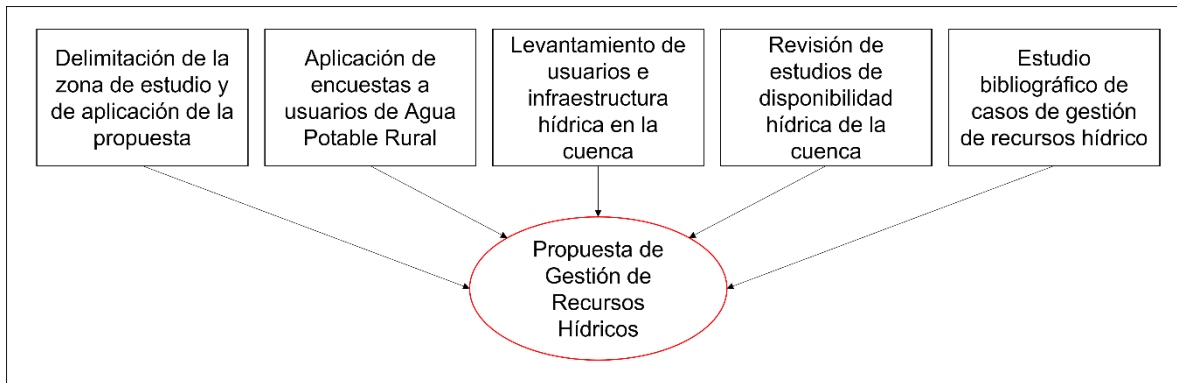 Delimitación de la
zona de estudio y
de aplicación de la
propuesta
Aplicación de
encuestas a
usuarios de Agua
Potable Rural
Levantamiento de
usuarios e
infraestructura
hídrica en la
cuenca
Revisión de
estudios de
disponibilidad
hídrica de la
cuenca
Estudio
bibliográfico de
casos de gestión
de recursos hídrico
Propuesta de
Gestión de
Recursos
Hídricos